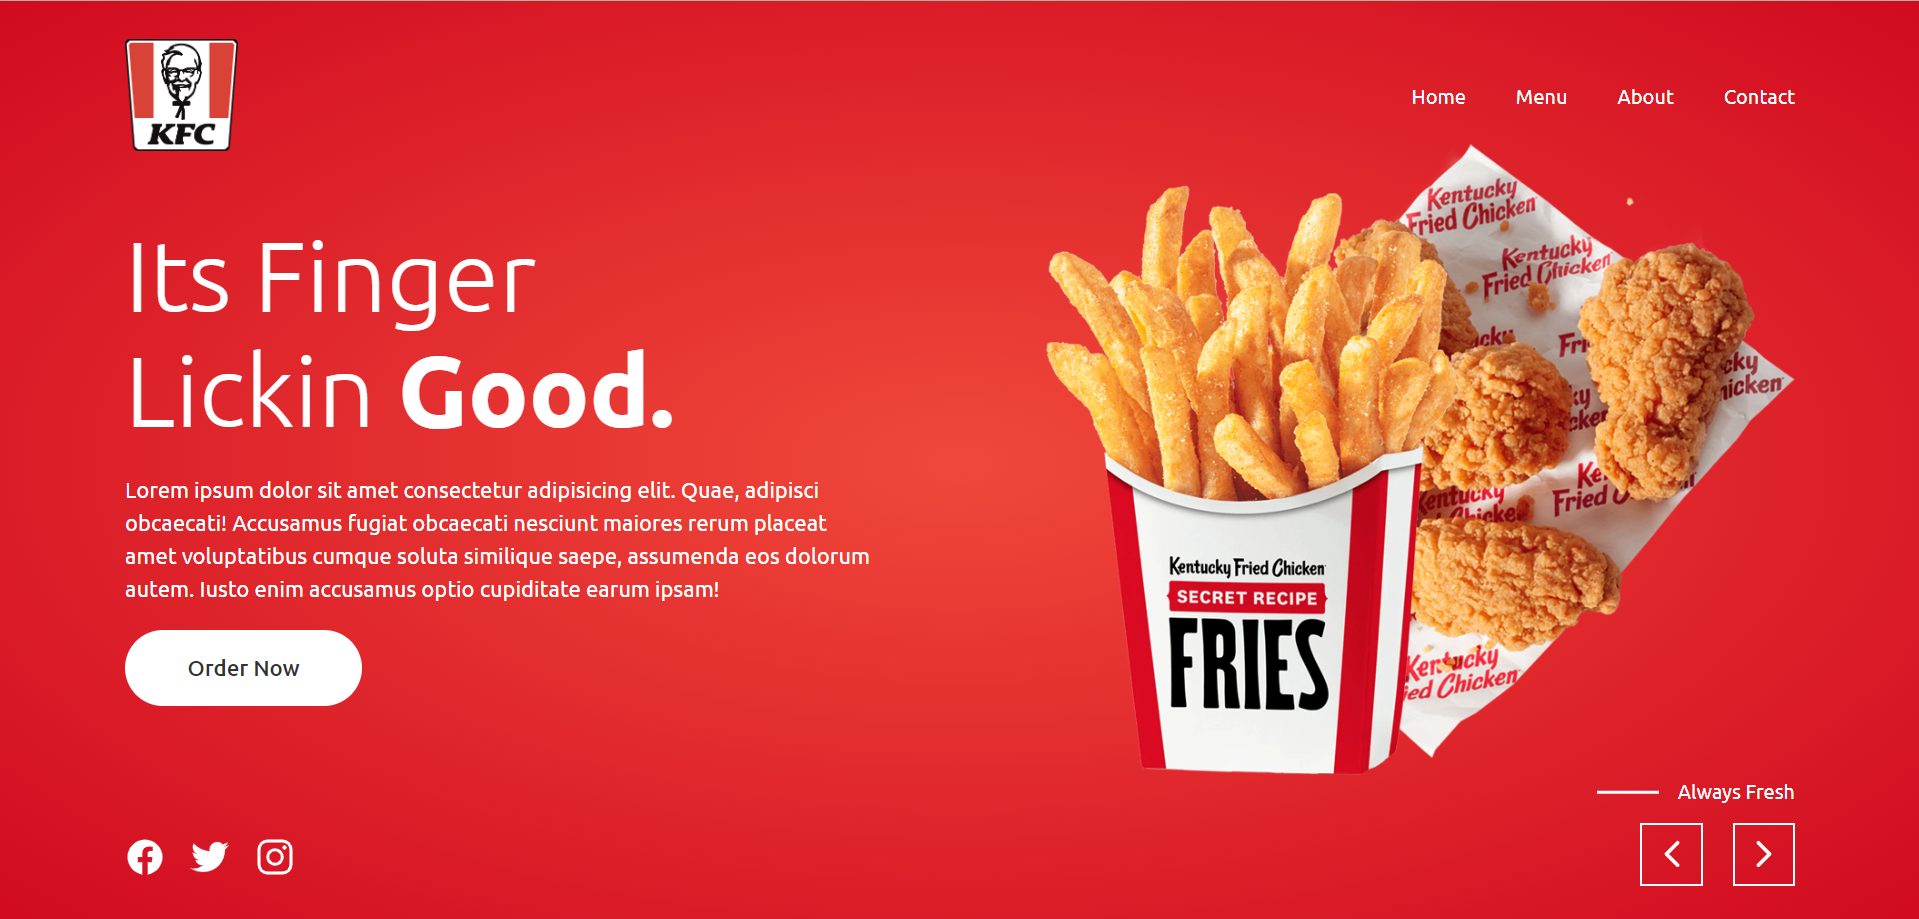 KFC
Home Menu About Contact
Its Finger
Lickin Good.
Lorem ipsum dolor sit amet consectetur adipisicing elit. Quae, adipisci
obcaecati! Accusamus fugiat obcaecati nesciunt maiores rerum placeat
amet voluptatibus cumque soluta similique saepe, assumenda eos dolorum
autem. Iusto enim accusamus optio cupiditate earum ipsam!
Order Now
Kentucky
Fried Chicken
Kentucky
Fried Chicken
Kentucky
Fried Chicken
Kentucky Fried Chicken
SECRET RECIPE
FRIES
Always Fresh